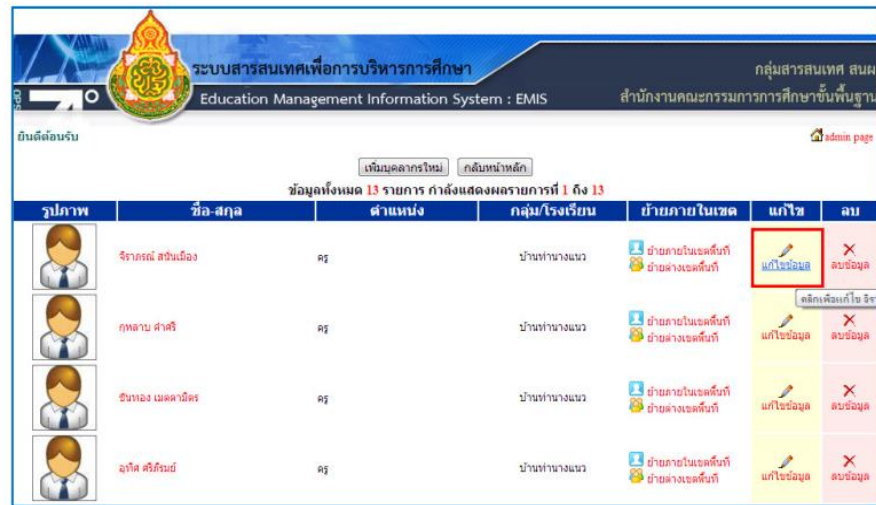 ระบบสารสนเทศเพื่อการบริหารการศึกษา
Education Management Information System : EMIS
กลุ่มสารสนเทศ สนผ
สำนักงานคณะกรรมการการศึกษาขั้นพื้นฐาน
ยินดีต้อนรับ
admin page
เพิ่มบุคลากรใหม่ กลับหน้าหลัก
ข้อมูลทั้งหมด 13 รายการ กำลังแสดงผลรายการที่ 1 ถึง 13
รูปภาพ ชื่อ-สกุล ตำแหน่ง กลุ่ม/โรงเรียน ย้ายภายในเขต แก้ไข ลบ
จิราภรณ์ สนั่นเมือง ครู บ้านท่านางแนว ย้ายภายในเขตพื้นที่ แก้ไขข้อมูล ลบข้อมูล
ย้ายต่างเขตพื้นที่
คลิกเพื่อแก้ไข จิรา
กุหลาบ คำศรี ครู บ้านท่านางแนว ย้ายภายในเขตพื้นที่ แก้ไขข้อมูล ลบข้อมูล
ย้ายต่างเขตพื้นที่
ขันทอง เมตตามิตร ครู บ้านท่านางแนว ย้ายภายในเขตพื้นที่ แก้ไขข้อมูล ลบข้อมูล
ย้ายต่างเขตพื้นที่
อุทิศ ศรีภิรมย์ ครู บ้านท่านางแนว ย้ายภายในเขตพื้นที่ แก้ไขข้อมูล ลบข้อมูล
ย้ายต่างเขตพื้นที่